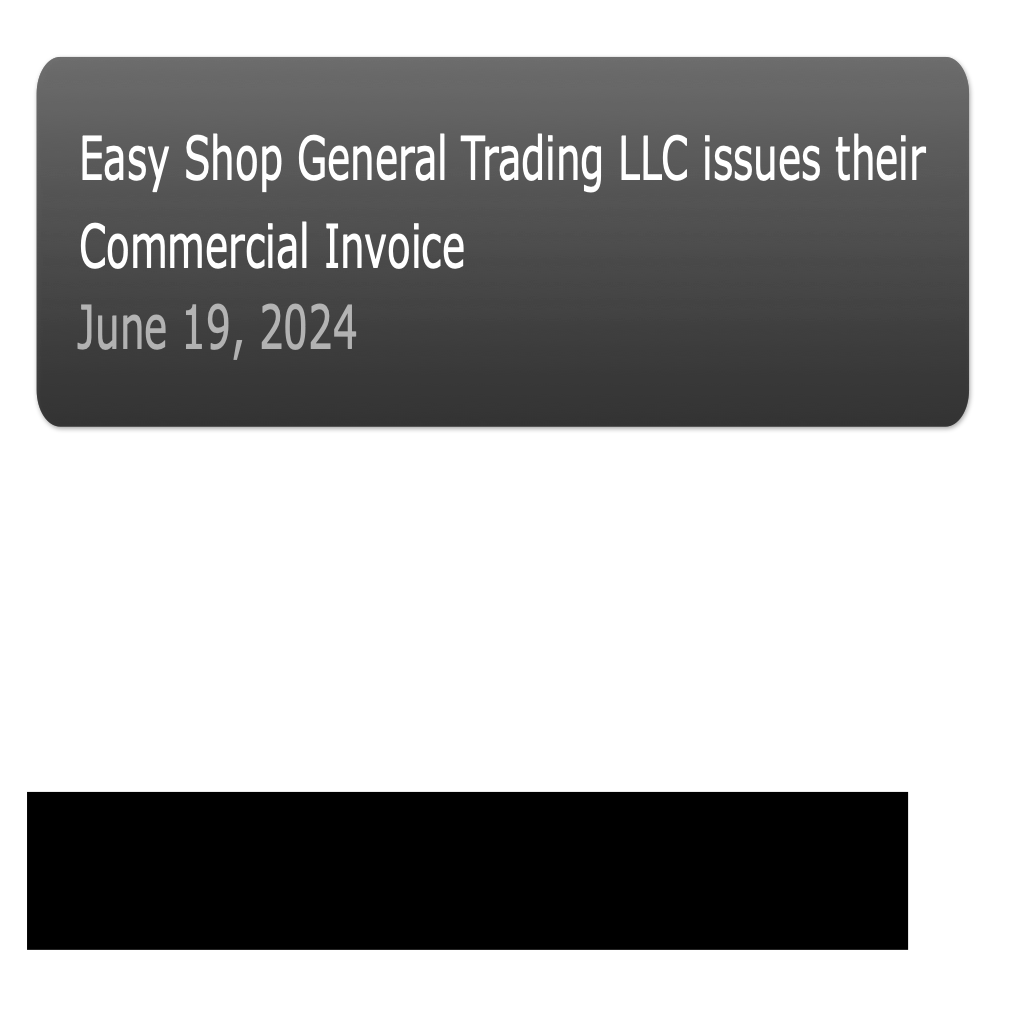 Easy Shop General Trading LLC issues their
Commercial Invoice
June 19, 2024